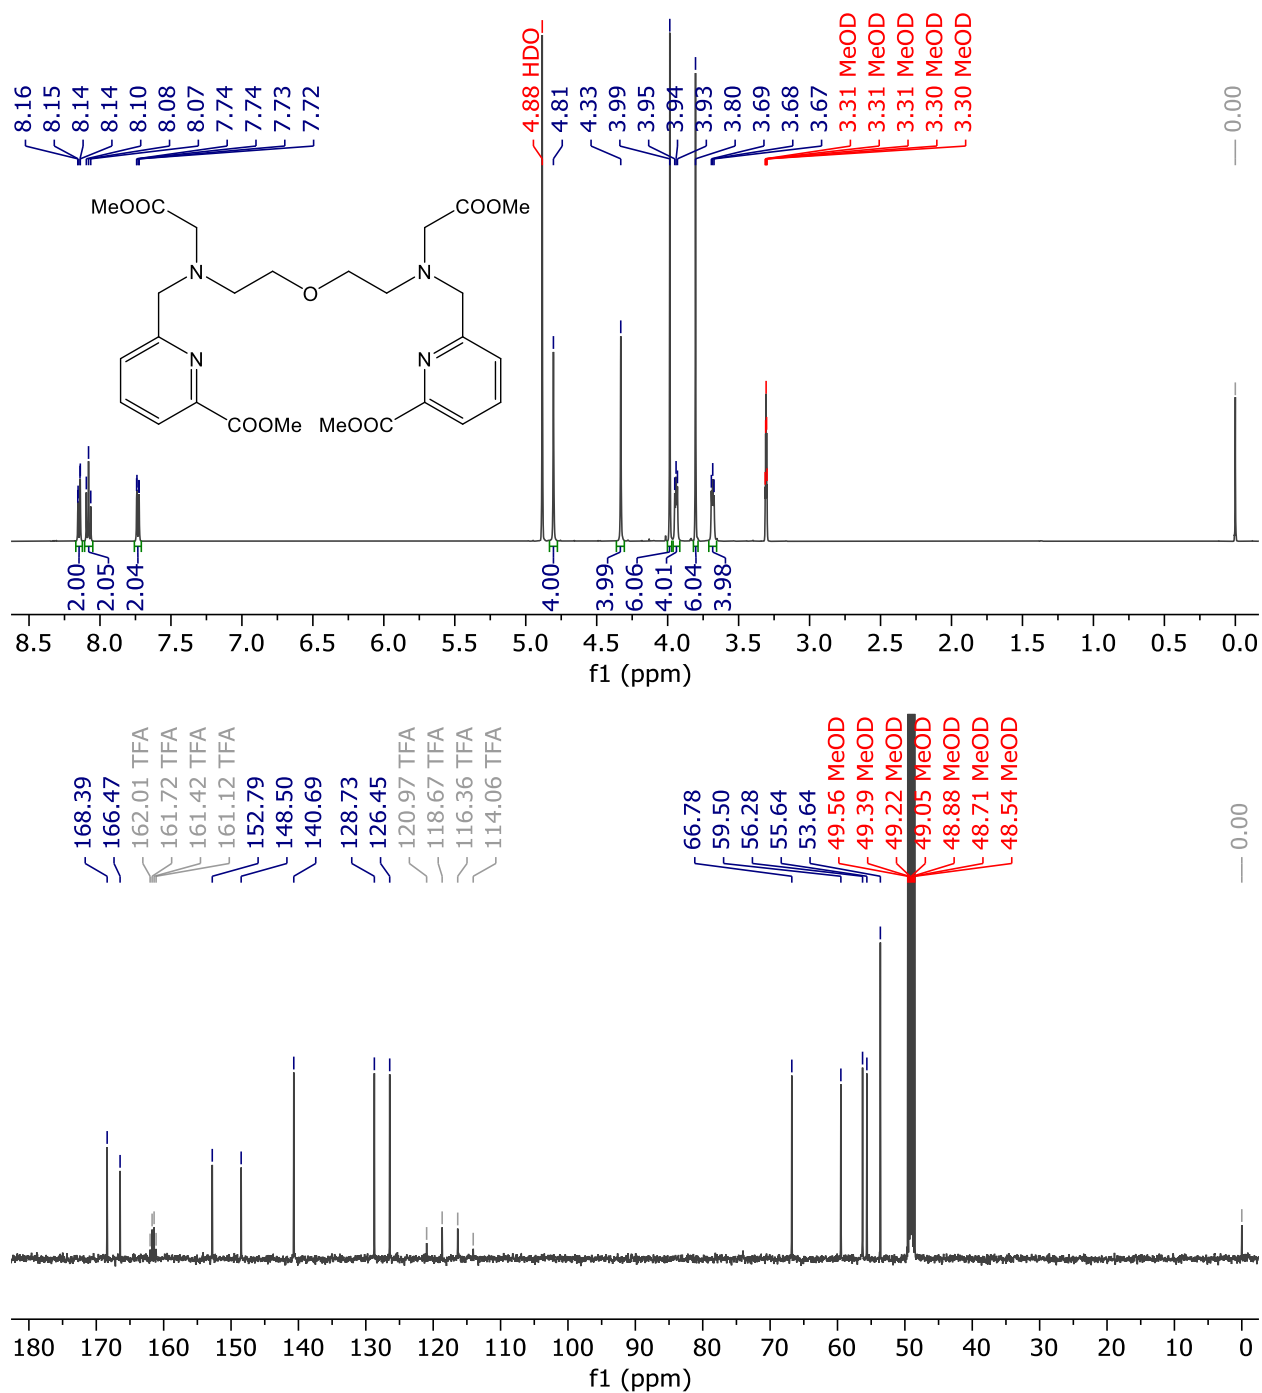 8.16
8.15
8.14
8.14
8.10
8.08
8.07
7.74
7.74
7.73
7.72
4.88 HDO
4.81
4.33
3.99
3.95
3.94
3.93
3.80
3.69
3.68
3.67
3.31 MeOD
3.31 MeOD
3.31 MeOD
3.30 MeOD
3.30 MeOD
0.00
MeOOC
COOMe
N
N
O
N
N
COOMe
MeOOC
2.00
2.05
2.04
4.00
3.99
6.06
4.01
6.04
3.98
8.5 8.0 7.5 7.0 6.5 6.0 5.5 5.0 4.5 4.0 3.5 3.0 2.5 2.0 1.5 1.0 0.5 0.0
f1 (ppm)
168.39
166.47
162.01 TFA
161.72 TFA
161.42 TFA
161.12 TFA
152.79
148.50
140.69
128.73
126.45
120.97 TFA
118.67 TFA
116.36 TFA
114.06 TFA
66.78
59.50
56.28
55.64
53.64
49.56 MeOD
49.39 MeOD
49.22 MeOD
49.05 MeOD
48.88 MeOD
48.71 MeOD
48.54 MeOD
0.00
180 170 160 150 140 130 120 110 100 90 80 70 60 50 40 30 20 10 0
f1 (ppm)